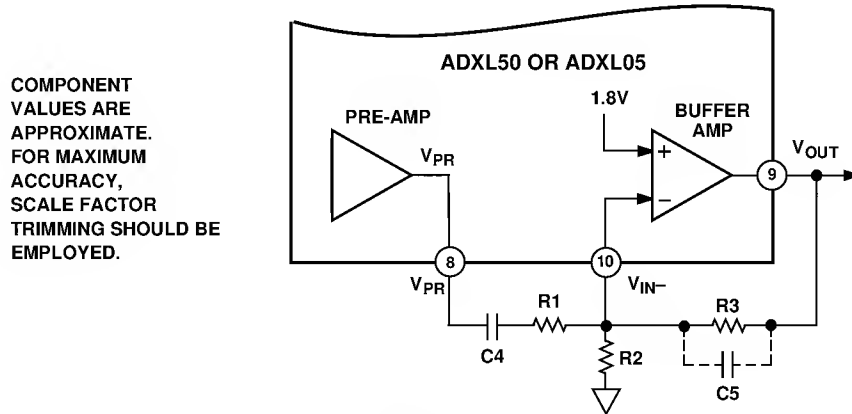 COMPONENT
VALUES ARE
APPROXIMATE.
FOR MAXIMUM
ACCURACY,
SCALE FACTOR
TRIMMING SHOULD BE
EMPLOYED.
ADXL50 OR ADXL05
PRE-AMP
VPR
1.8V
BUFFER
AMP
+
−
VOUT
9
8
10
VPR
VIN−
C4
R1
R2
R3
C5